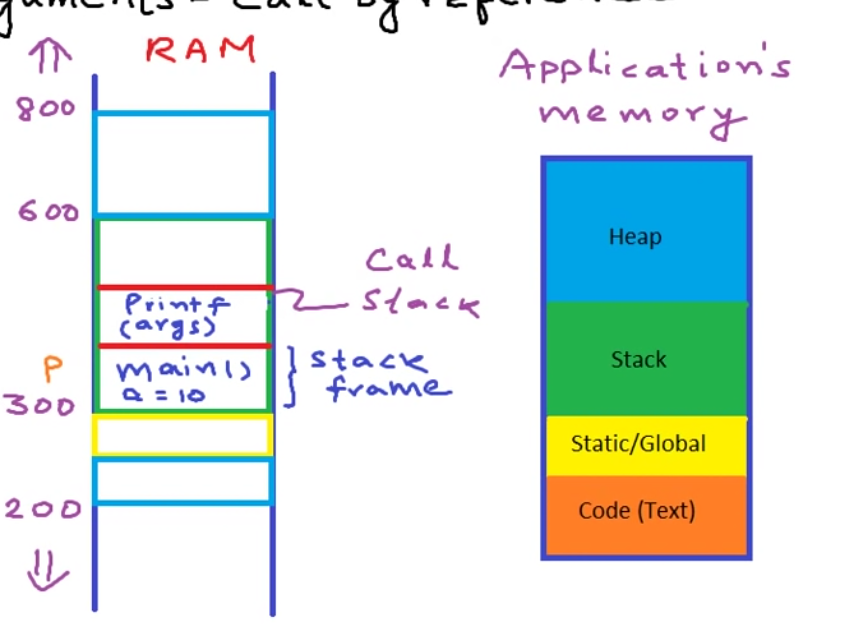 guments - Call by reference
RAM
800
600
Printf
(args)
main()
a = 10
P
300
200
Call
Stack
Stack
frame
Application's
memory
Heap
Stack
Static/Global
Code (Text)